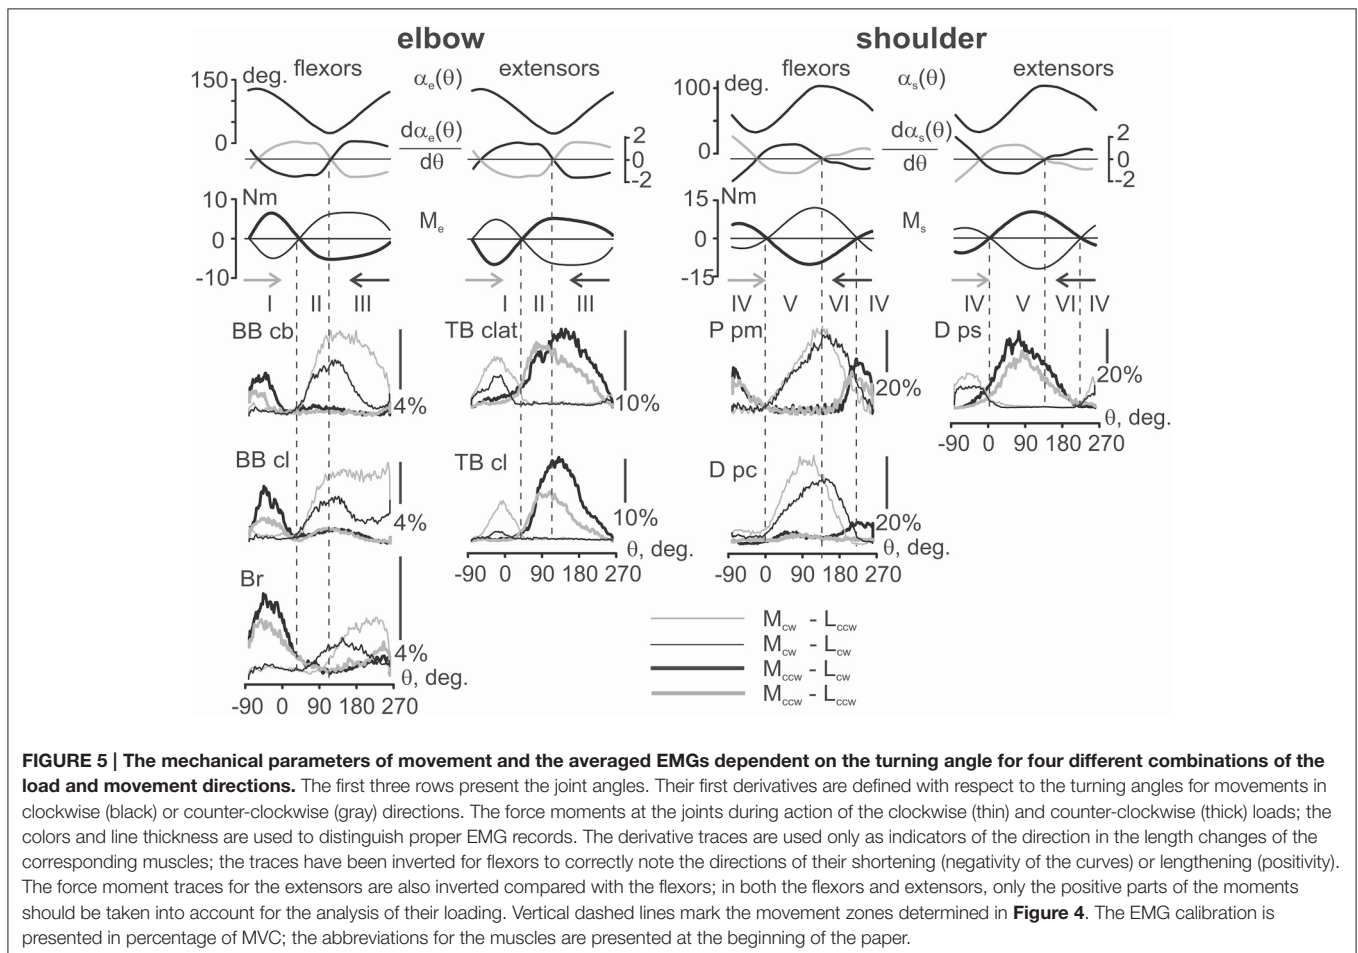 elbow shoulder
flexors extensors flexors extensors
150 deg. αe(θ) 100 deg. αs(θ)
0 dαe(θ) 2 0 dαs(θ) 2
dθ 0 dθ 0
-2 -2
10 Nm 15 Nm
0 Me 0 Ms
-10 -15
I II III I II III IV V VI IV IV V VI IV
BB cb TB clat P pm D ps
4% 10% 20% 20%
θ, deg.
-90 0 90 180 270
BB cl TB cl D pc
4% 10% 20%
θ, deg. θ, deg.
-90 0 90 180 270 -90 0 90 180 270
Br
4%
θ, deg.
-90 0 90 180 270
Mcw - Lccw
Mcw - Lcw
Mccw - Lcw
Mccw - Lccw
FIGURE 5 | The mechanical parameters of movement and the averaged EMGs dependent on the turning angle for four different combinations of the
load and movement directions. The first three rows present the joint angles. Their first derivatives are defined with respect to the turning angles for movements in
clockwise (black) or counter-clockwise (gray) directions. The force moments at the joints during action of the clockwise (thin) and counter-clockwise (thick) loads; the
colors and line thickness are used to distinguish proper EMG records. The derivative traces are used only as indicators of the direction in the length changes of the
corresponding muscles; the traces have been inverted for flexors to correctly note the directions of their shortening (negativity of the curves) or lengthening (positivity).
The force moment traces for the extensors are also inverted compared with the flexors; in both the flexors and extensors, only the positive parts of the moments
should be taken into account for the analysis of their loading. Vertical dashed lines mark the movement zones determined in Figure 4. The EMG calibration is
presented in percentage of MVC; the abbreviations for the muscles are presented at the beginning of the paper.